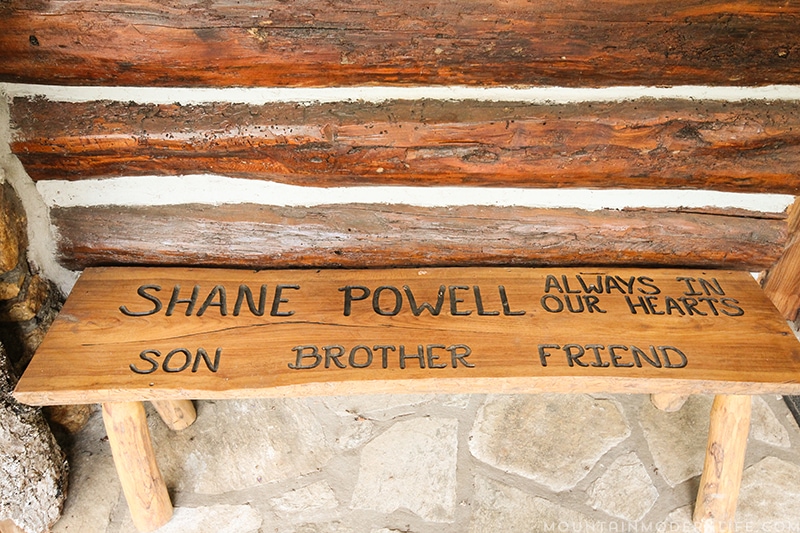 SHANE POWELL ALWAYS IN
OUR HEARTS
SON BROTHER FRIEND
MOUNTAINMODERNLIFE.COM